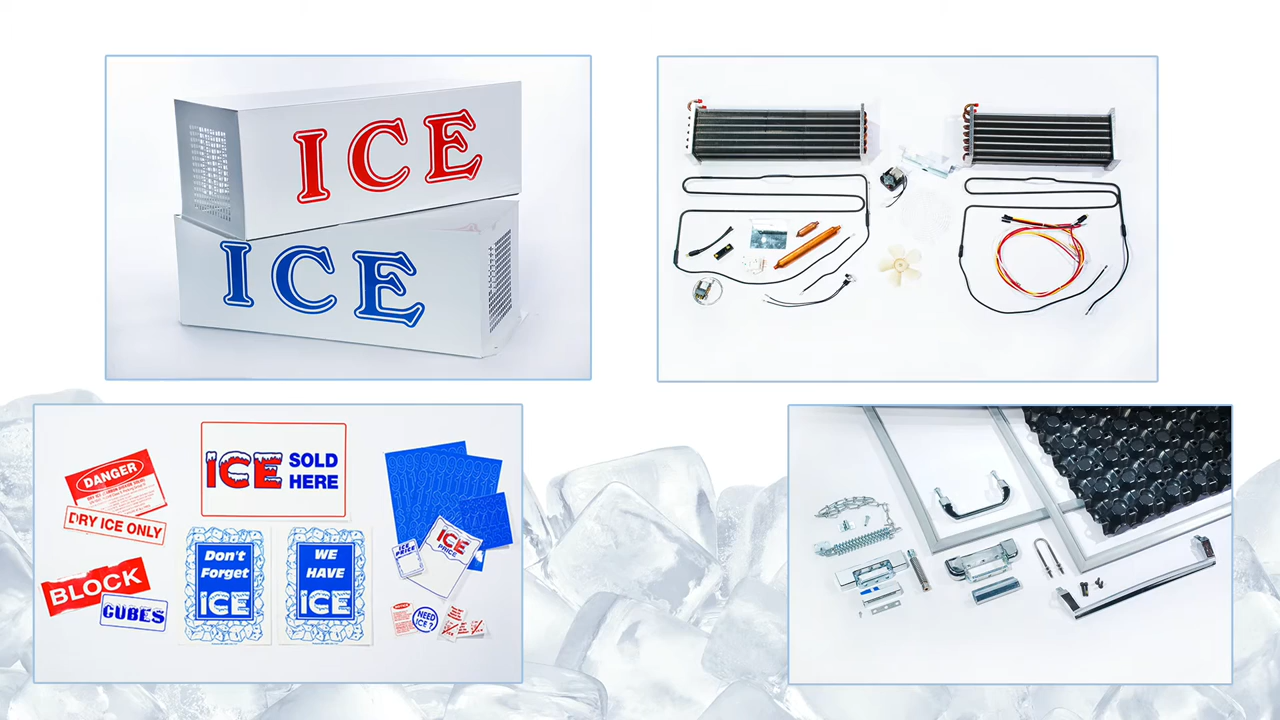 ICE
ICE
DANGER
DRY ICE ONLY
BLOCK
CUBES
ICE SOLD
HERE
Don't
Forget
ICE
WE
HAVE
ICE
ICE
PRICE
ICE
PRICE
NEED
ICE?